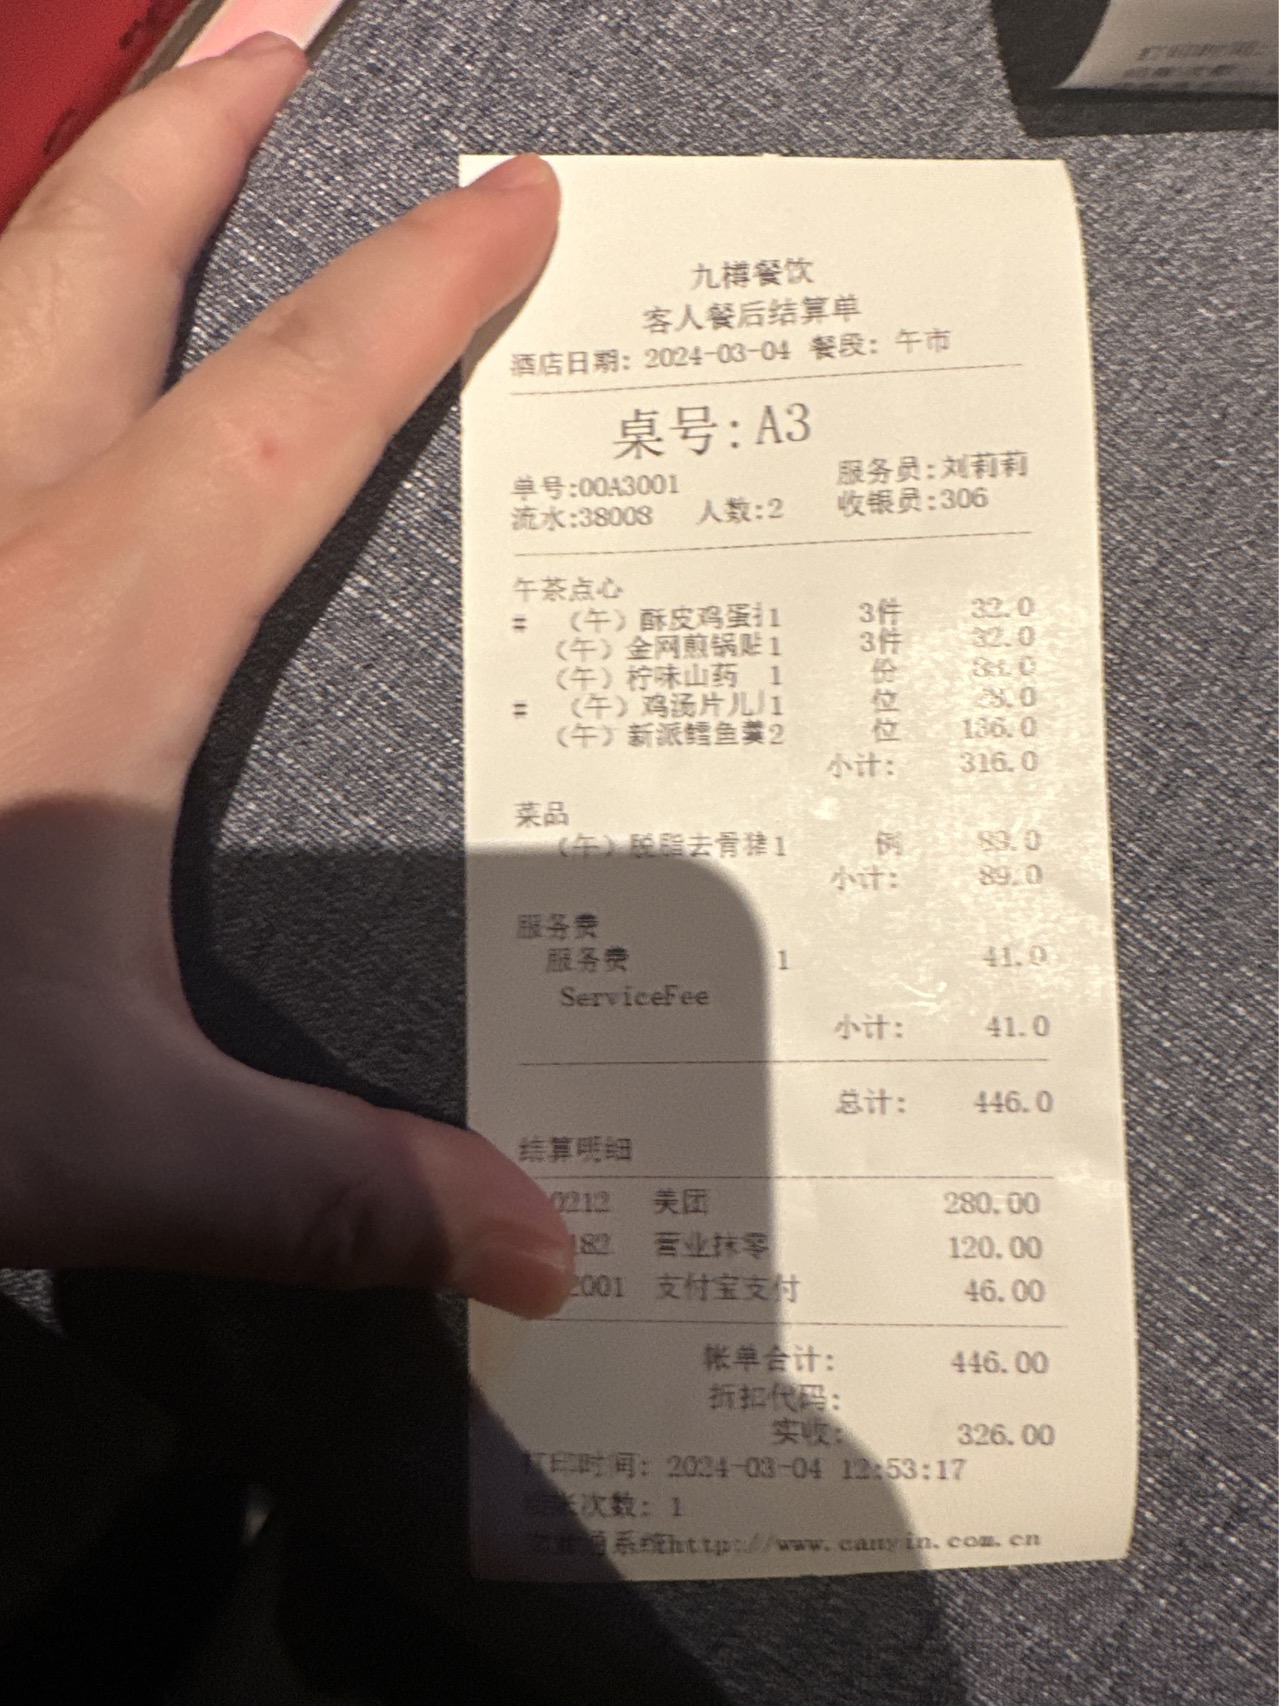 九樽餐饮
客人餐后结算单
酒店日期: 2024-03-04 餐段: 午市
桌号: A3
单号:00A3001 服务员:刘莉莉
流水:38008 人数:2 收银员:306
午茶点心
# (午) 酥皮鸡蛋 1 3件 32.0
(午) 金网煎锅贴 1 3件 32.0
(午) 柠味山药 1 份
# (午) 鸡汤片儿 1 位
(午) 新派鳕鱼羹 2 位 136.0
小计: 316.0
菜品
(午) 脱脂去骨猪 1 例 89.0
小计: 89.0
服务费
服务费 1 41.0
ServiceFee
小计: 41.0
总计: 446.0
结算明细
0212 美团 280.00
182 营业抹零 120.00
2001 支付宝支付 46.00
帐单合计: 446.00
折扣代码:
实收: 326.00
打印时间: 2024-03-04 12:53:17
次数: 1
系统http://www.canyin.com.cn